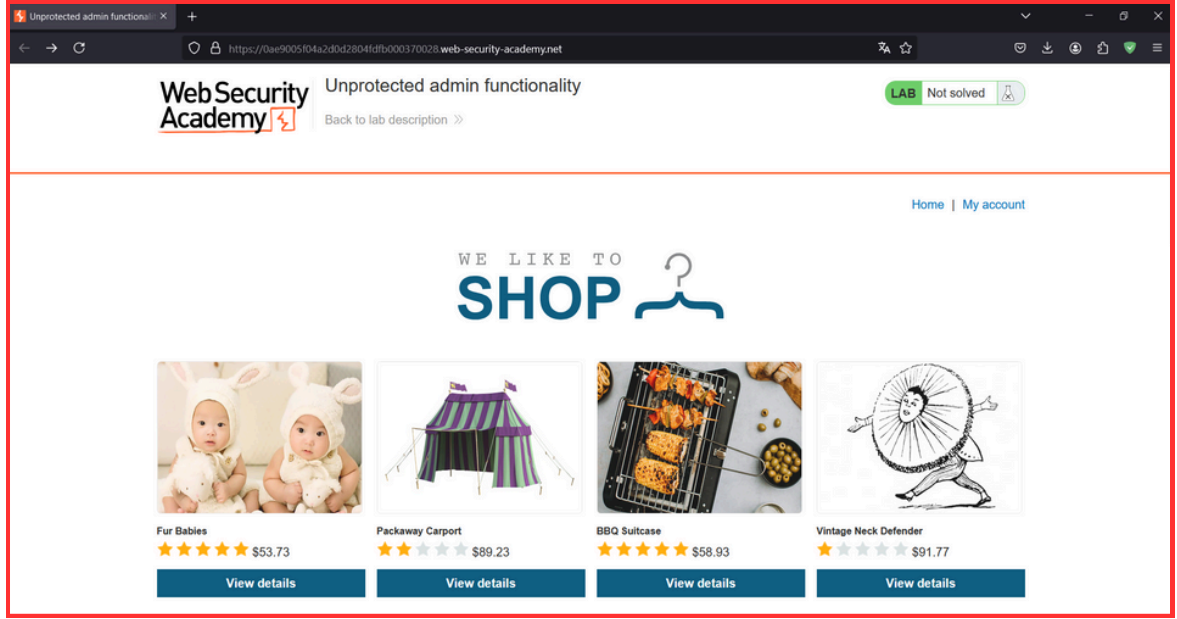 Unprotected admin functionali
https://0ae9005f04a2d0d2804fdfb000370028.web-security-academy.net
Web Security
Academy
Unprotected admin functionality
Back to lab description
LAB Not solved
Home | My account
WE LIKE TO
SHOP
Fur Babies
$53.73
View details
Packaway Carport
$89.23
View details
BBQ Suitcase
$58.93
View details
Vintage Neck Defender
$91.77
View details